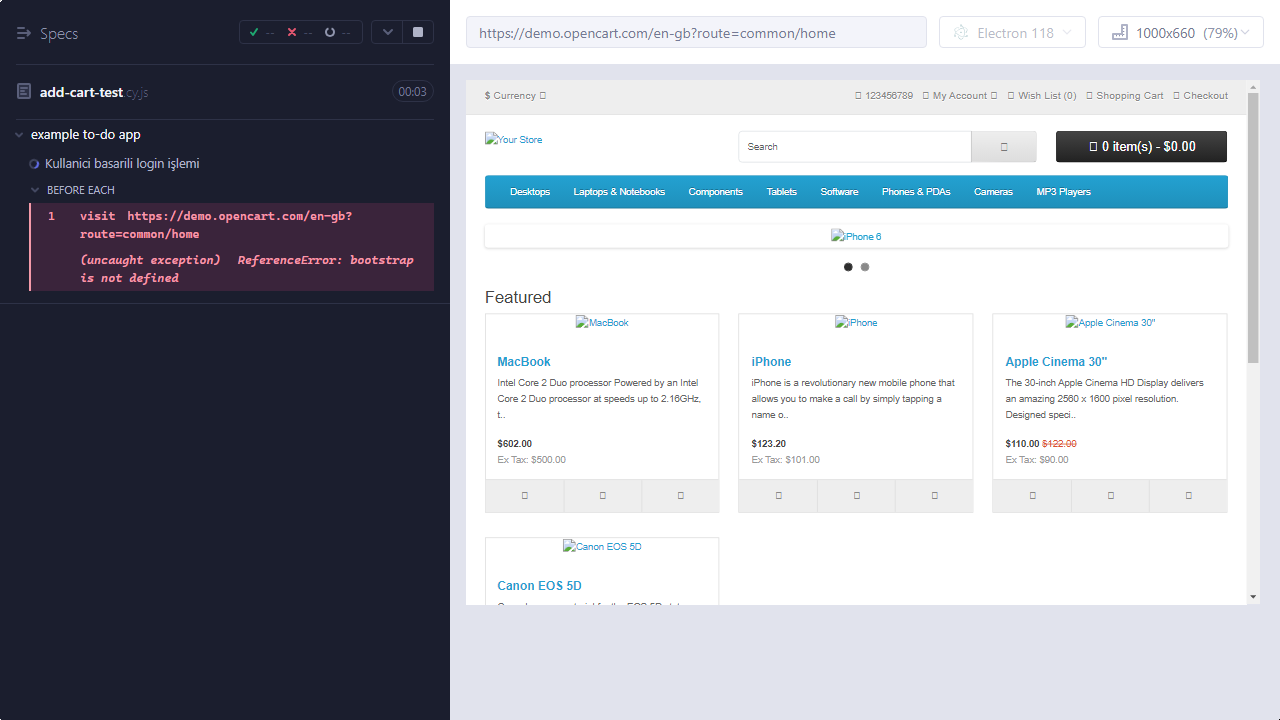 Specs
-- -- --
add-cart-test.cy.js 00:03
example to-do app
Kullanici basarili login işlemi
BEFORE EACH
1 visit https://demo.opencart.com/en-gb?
route=common/home
(uncaught exception) ReferenceError: bootstrap
is not defined
https://demo.opencart.com/en-gb?route=common/home
Electron 118
1000x660 (79%)
$ Currency
123456789 My Account Wish List (0) Shopping Cart Checkout
Your Store
Search
0 item(s) - $0.00
Desktops Laptops & Notebooks Components Tablets Software Phones & PDAs Cameras MP3 Players
iPhone 6
Featured
MacBook
MacBook
Intel Core 2 Duo processor Powered by an Intel
Core 2 Duo processor at speeds up to 2.16GHz,
t..
$602.00
Ex Tax: $500.00
iPhone
iPhone
iPhone is a revolutionary new mobile phone that
allows you to make a call by simply tapping a
name o..
$123.20
Ex Tax: $101.00
Apple Cinema 30"
Apple Cinema 30"
The 30-inch Apple Cinema HD Display delivers
an amazing 2560 x 1600 pixel resolution.
Designed speci..
$110.00 $122.00
Ex Tax: $90.00
Canon EOS 5D
Canon EOS 5D